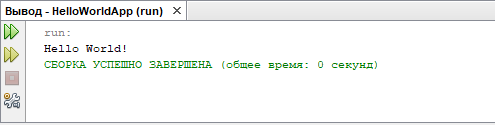 Вывод - HelloWorldApp (run)
run:
Hello World!
СБОРКА УСПЕШНО ЗАВЕРШЕНА (общее время: 0 секунд)